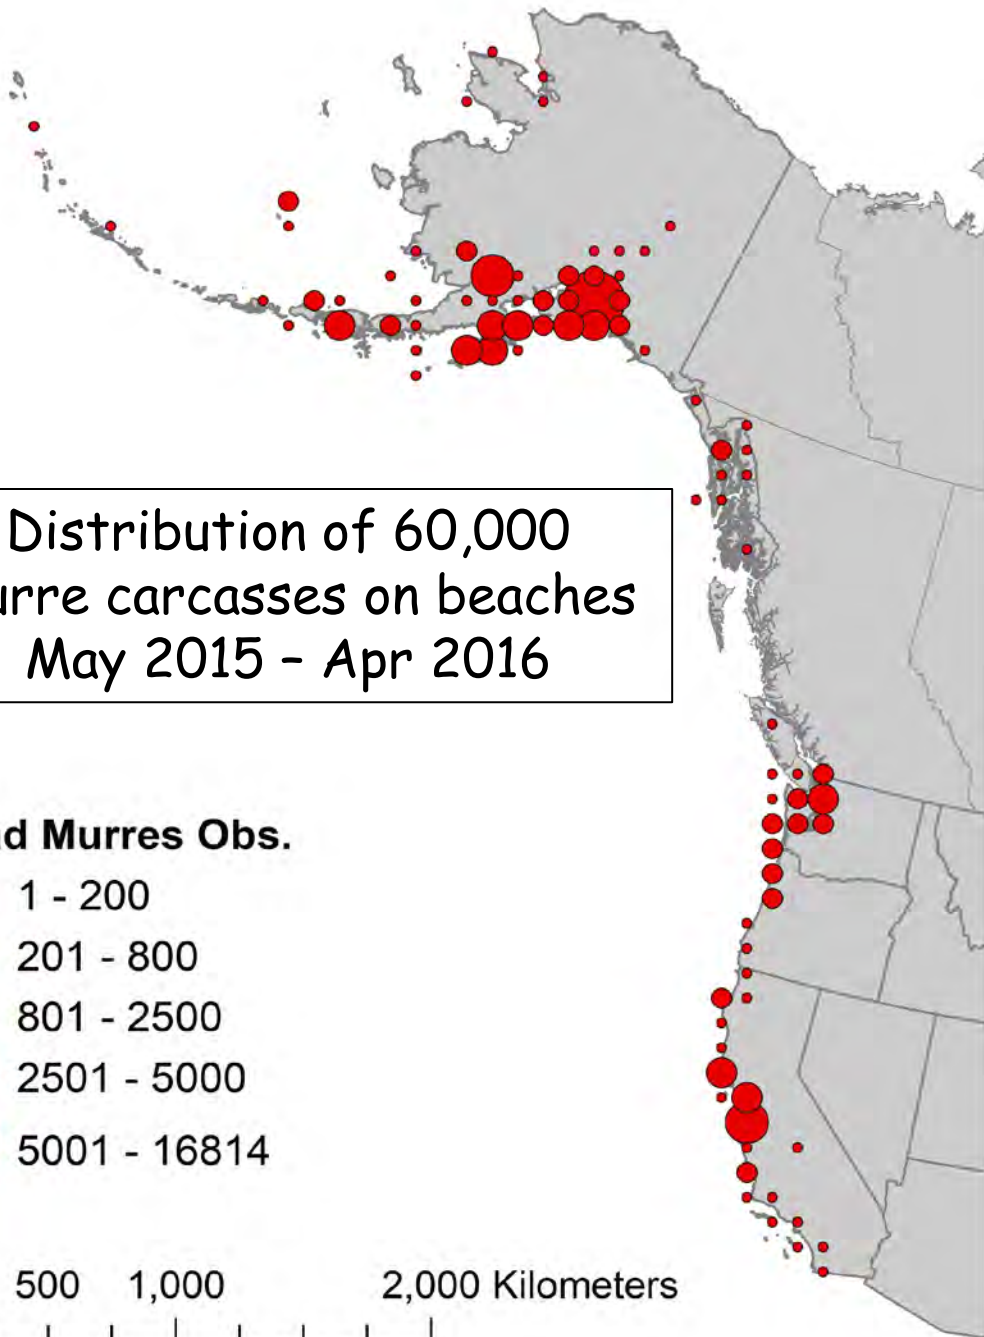 Distribution of 60,000
urre carcasses on beaches
May 2015 – Apr 2016
d Murres Obs.
1 - 200
201 - 800
801 - 2500
2501 - 5000
5001 - 16814
500 1,000 2,000 Kilometers